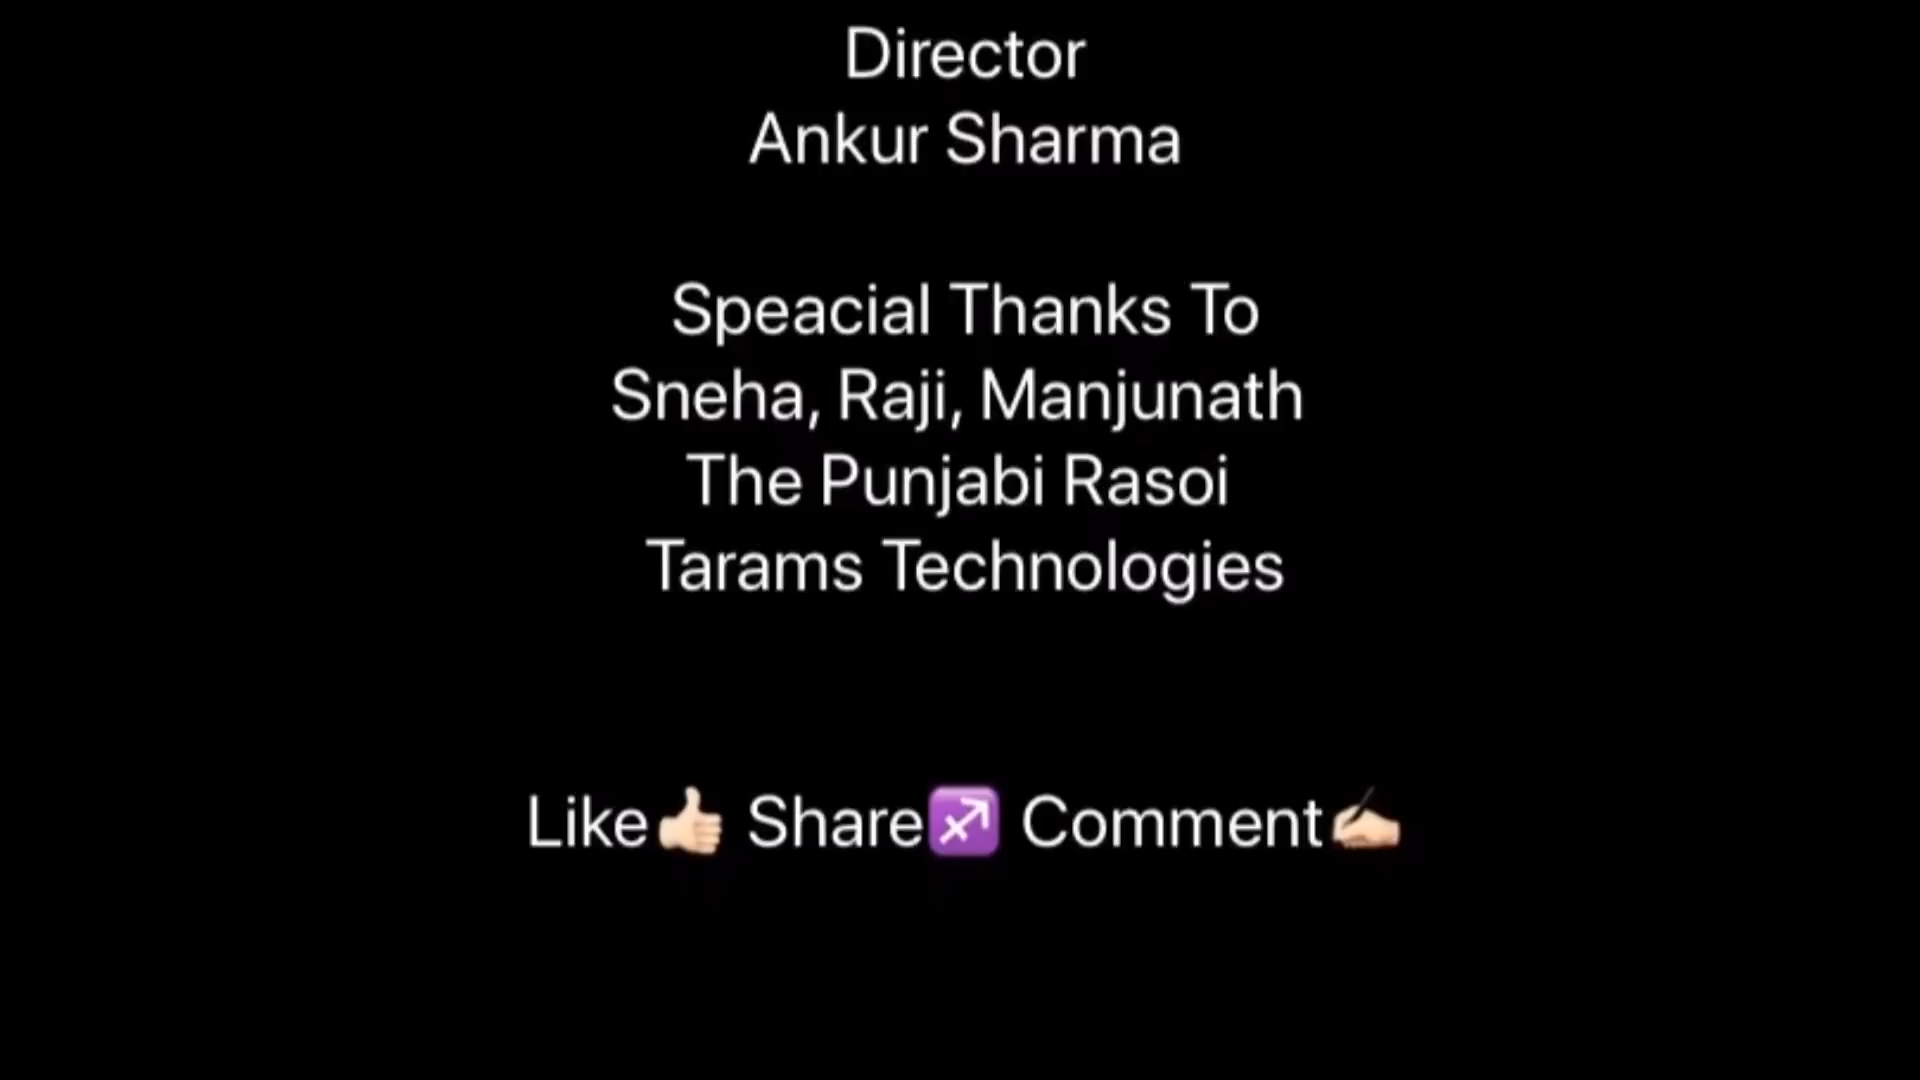 Director
Ankur Sharma
Speacial Thanks To
Sneha, Raji, Manjunath
The Punjabi Rasoi
Tarams Technologies
Like👍🏻 Share♐ Comment✍🏻